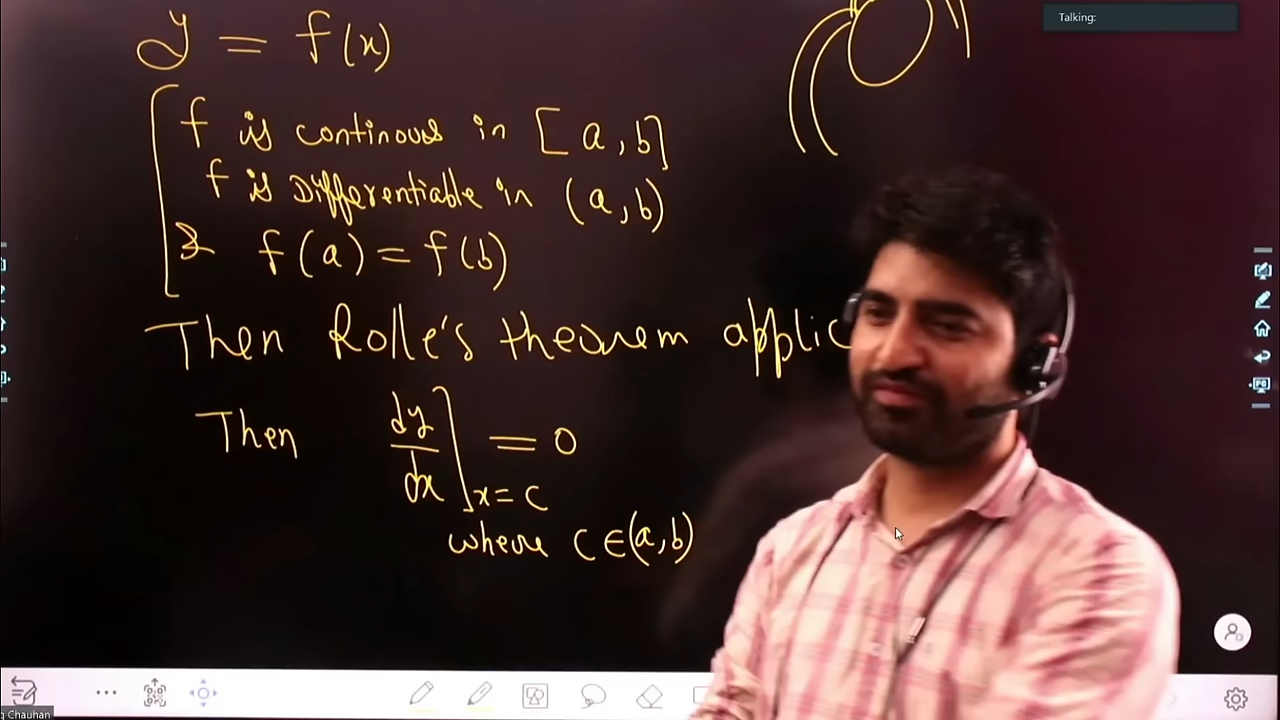 y = f(x)
f is continous in [a,b]
f is Differentiable in (a,b)
& f(a) = f(b)
Then Rolle's theorem applic
Then dy/dx]x=c = 0
where c∈(a,b)
Talking:
Chauhan